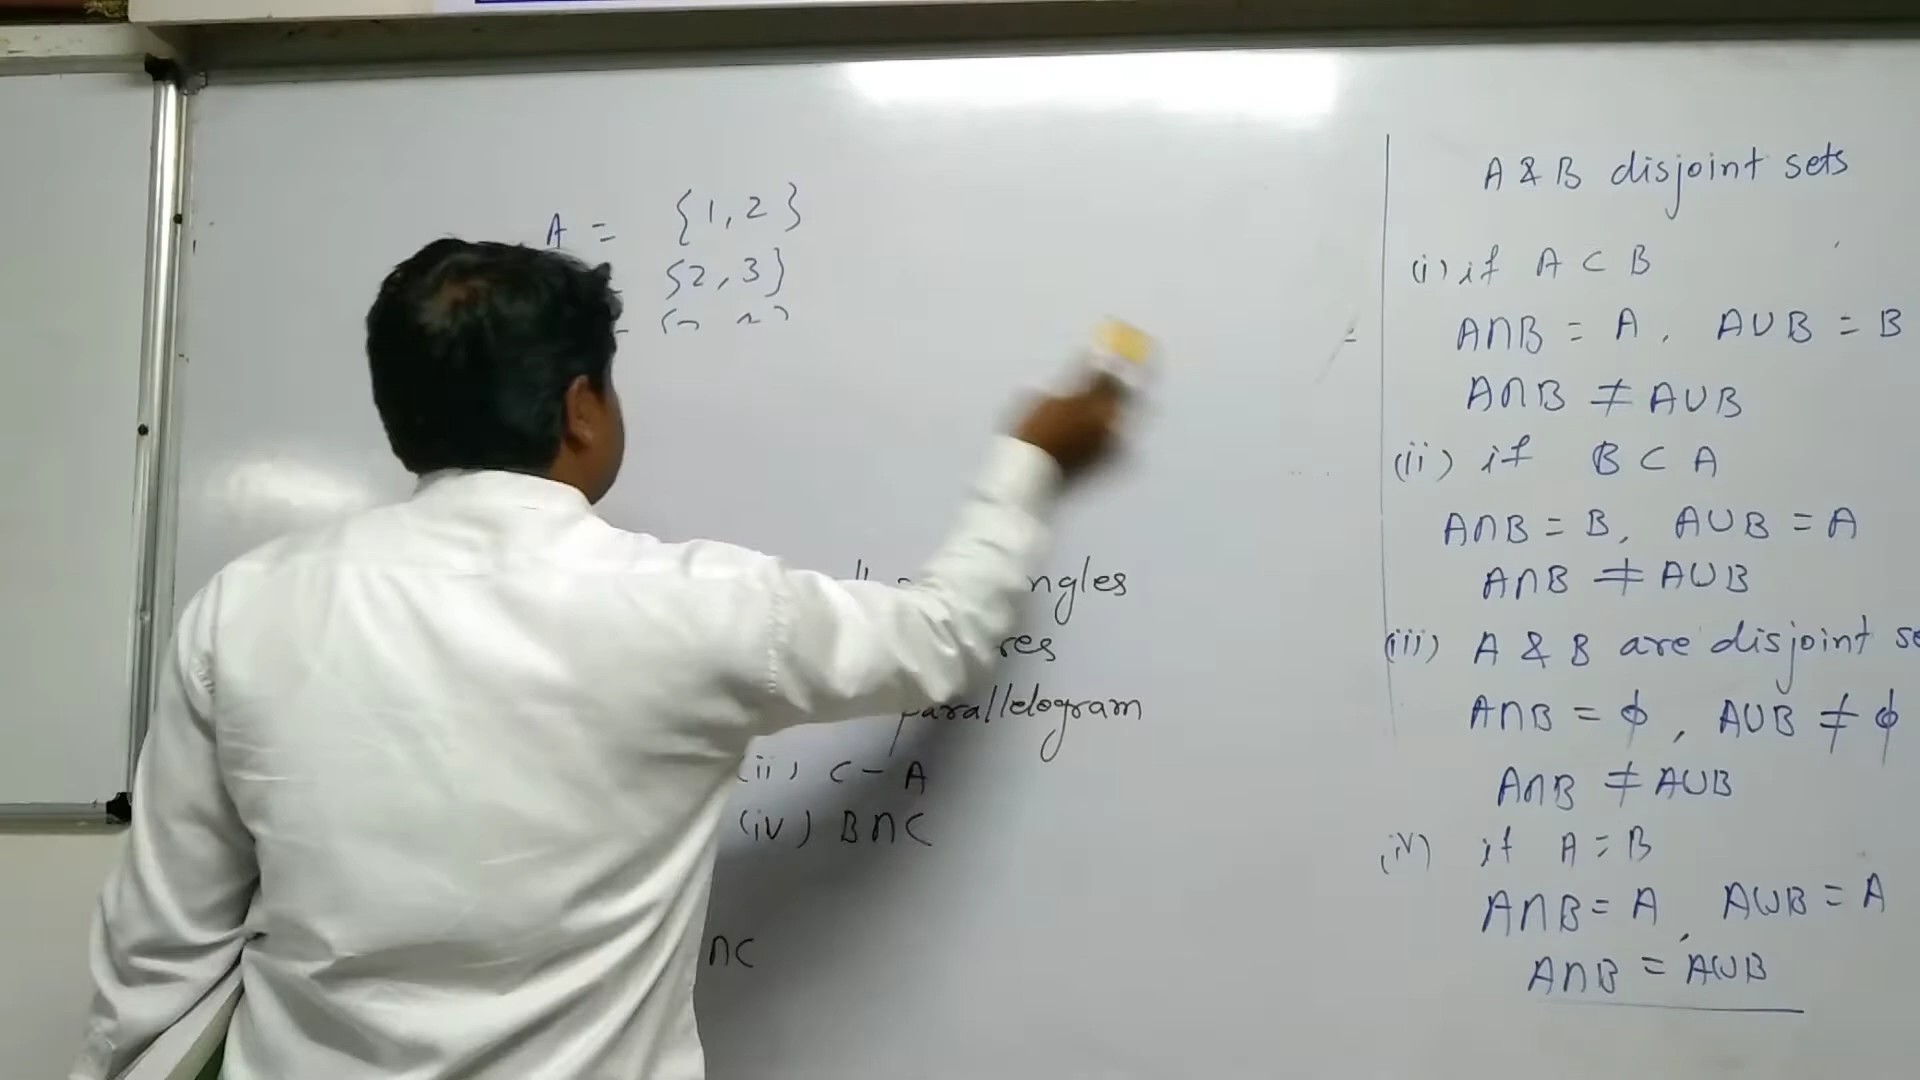 A = {1,2}
{2,3}
ngles
res
parallelogram
(ii) C - A
(iv) B∩C
∩C
A & B disjoint sets
(i) if A ⊂ B
A∩B = A, A∪B = B
A∩B ≠ A∪B
(ii) if B ⊂ A
A∩B = B, A∪B = A
A∩B ≠ A∪B
(iii) A & B are disjoint se
A∩B = ϕ, A∪B ≠ ϕ
A∩B ≠ A∪B
(iv) if A = B
A∩B = A, A∪B = A
A∩B = A∪B